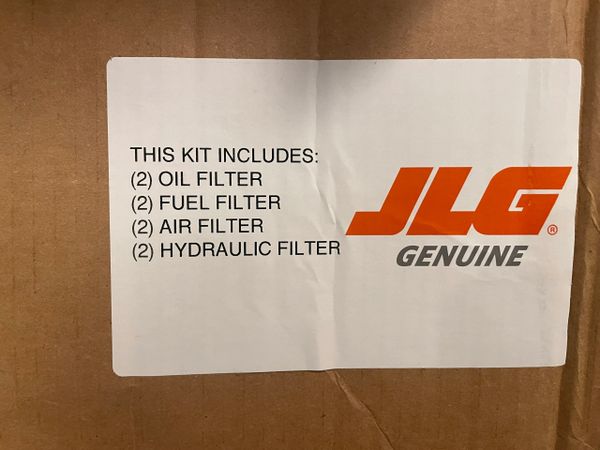 THIS KIT INCLUDES:
(2) OIL FILTER
(2) FUEL FILTER
(2) AIR FILTER
(2) HYDRAULIC FILTER
JLG®
GENUINE